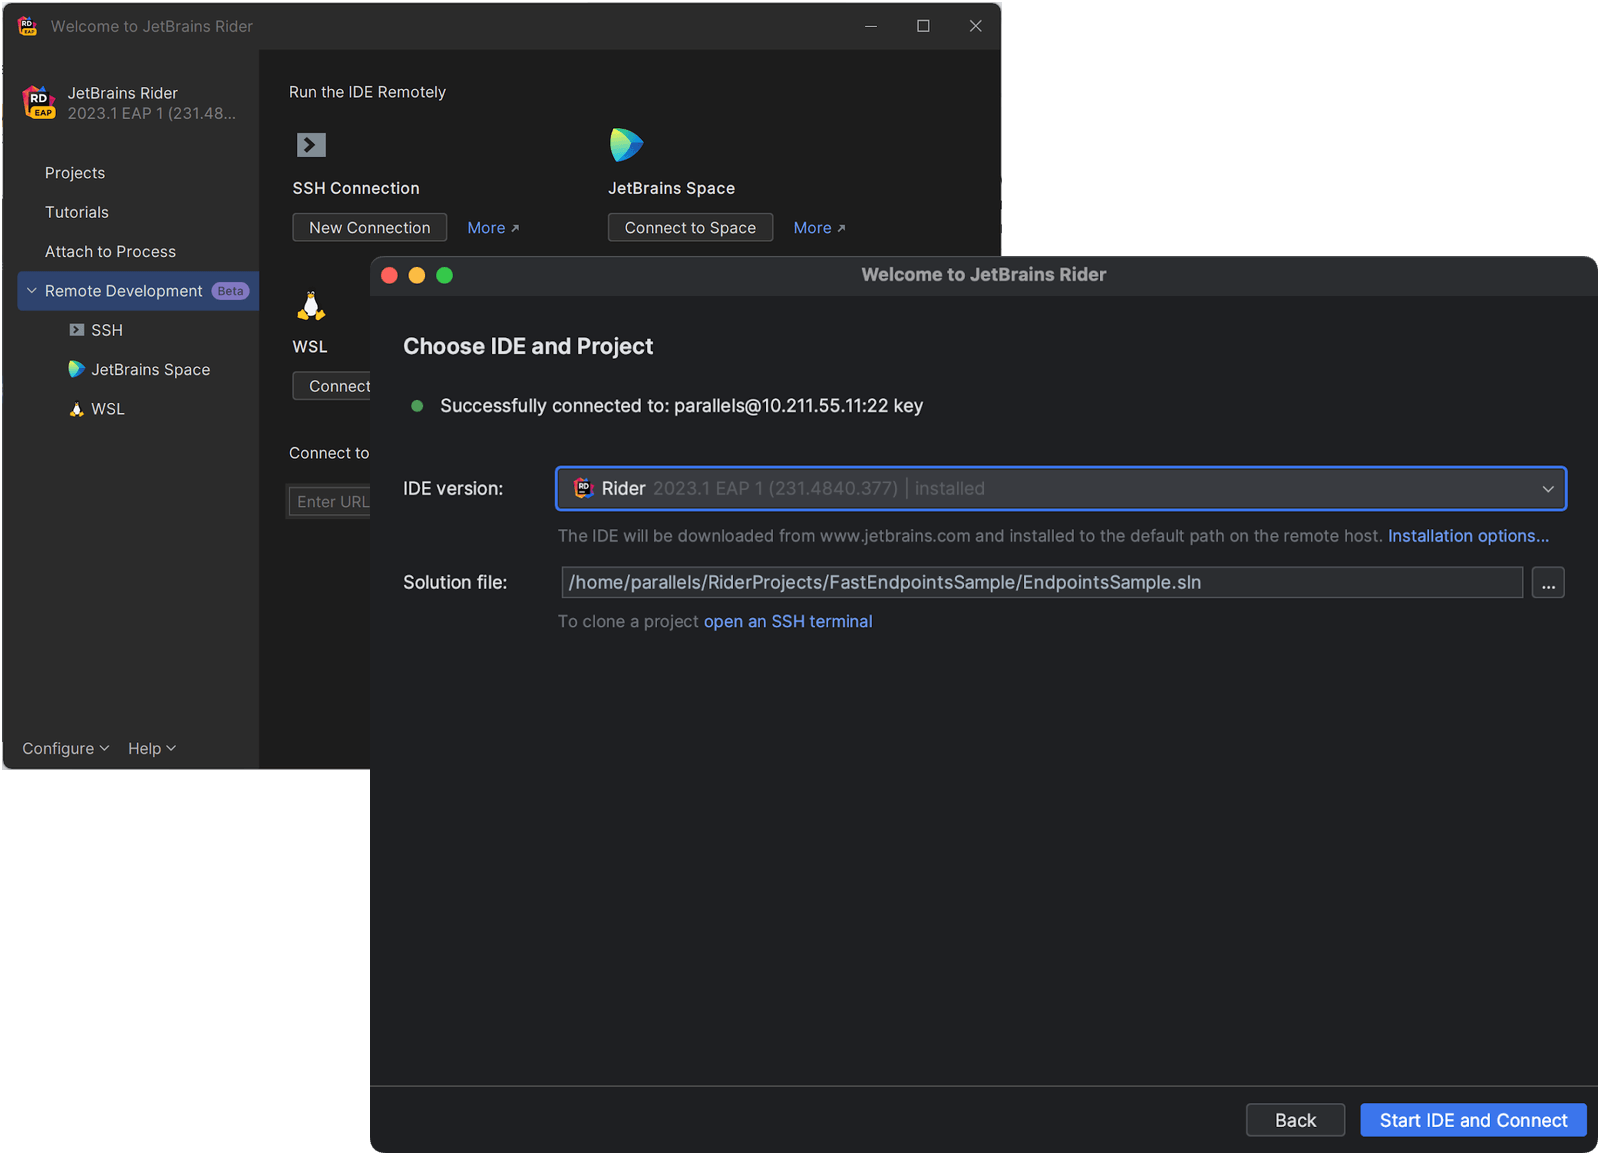 Welcome to JetBrains Rider
JetBrains Rider
2023.1 EAP 1 (231.48...
Projects
Tutorials
Attach to Process
Remote Development Beta
SSH
JetBrains Space
WSL
Configure Help
Run the IDE Remotely
SSH Connection
New Connection More ↗
JetBrains Space
Connect to Space More ↗
WSL
Connect
Connect to
Enter URL
Welcome to JetBrains Rider
Choose IDE and Project
Successfully connected to: parallels@10.211.55.11:22 key
IDE version: Rider 2023.1 EAP 1 (231.4840.377) | installed
The IDE will be downloaded from www.jetbrains.com and installed to the default path on the remote host. Installation options...
Solution file: /home/parallels/RiderProjects/FastEndpointsSample/EndpointsSample.sln ...
To clone a project open an SSH terminal
Back Start IDE and Connect